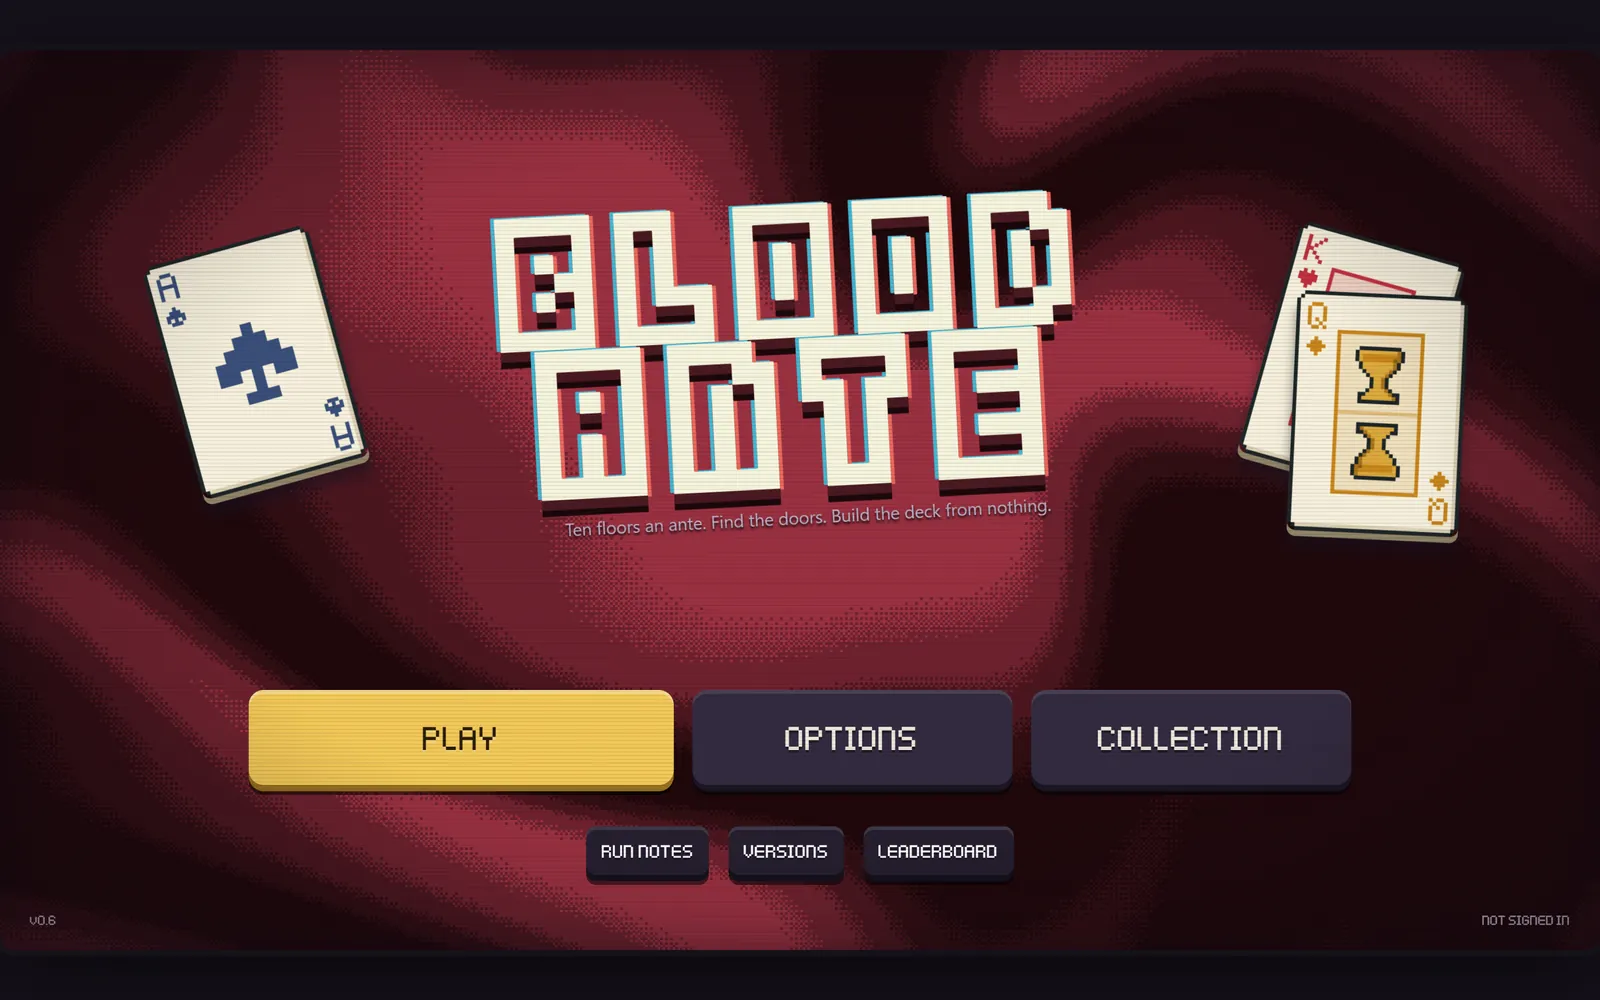 BLOOD
ANTE
Ten floors an ante. Find the doors. Build the deck from nothing.
A
A
K
Q
Q
PLAY
OPTIONS
COLLECTION
RUN NOTES
VERSIONS
LEADERBOARD
v0.6
NOT SIGNED IN